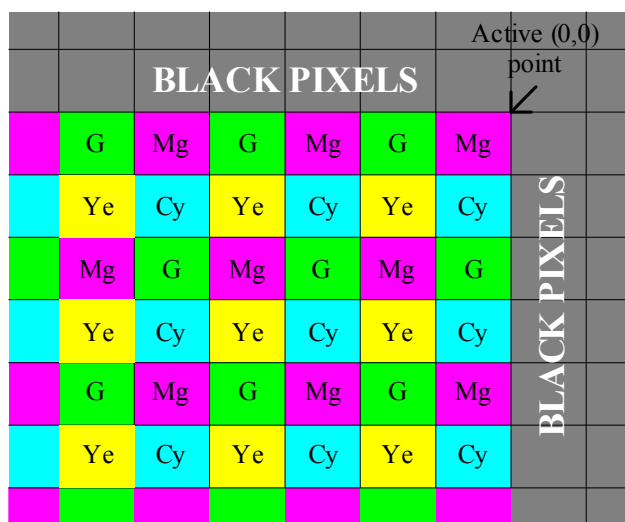 Active (0,0)
point
BLACK PIXELS
G Mg G Mg G Mg
Ye Cy Ye Cy Ye Cy
Mg G Mg G Mg G
Ye Cy Ye Cy Ye Cy
G Mg G Mg G Mg
Ye Cy Ye Cy Ye Cy
BLACK PIXELS